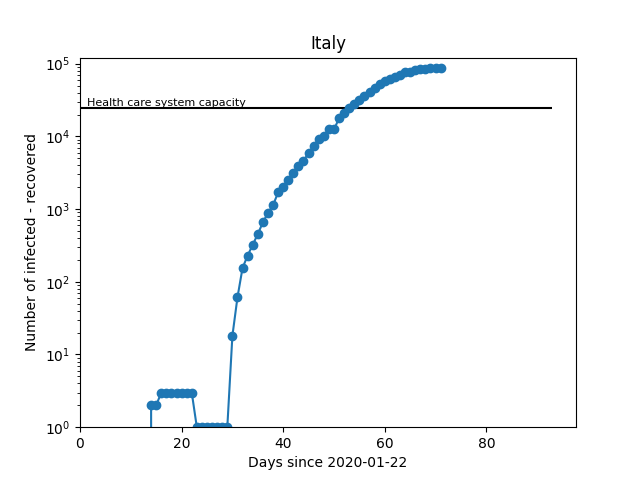 Italy
10^5
Health care system capacity
10^4
Number of infected - recovered
10^3
10^2
10^1
10^0
0 20 40 60 80
Days since 2020-01-22